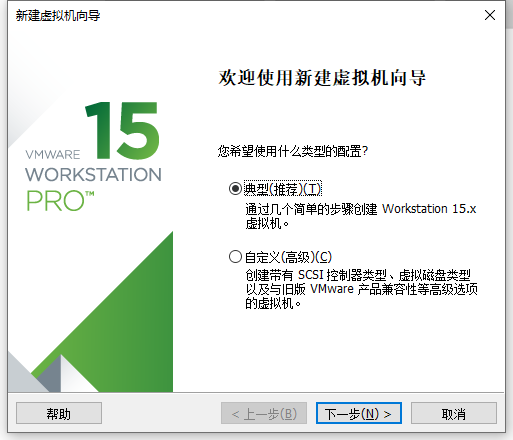 新建虚拟机向导
15
VMWARE
WORKSTATION
PRO™
欢迎使用新建虚拟机向导
您希望使用什么类型的配置?
典型(推荐)(T)
通过几个简单的步骤创建 Workstation 15.x
虚拟机。
自定义(高级)(C)
创建带有 SCSI 控制器类型、虚拟磁盘类型
以及与旧版 VMware 产品兼容性等高级选项
的虚拟机。
帮助
< 上一步(B)
下一步(N) >
取消